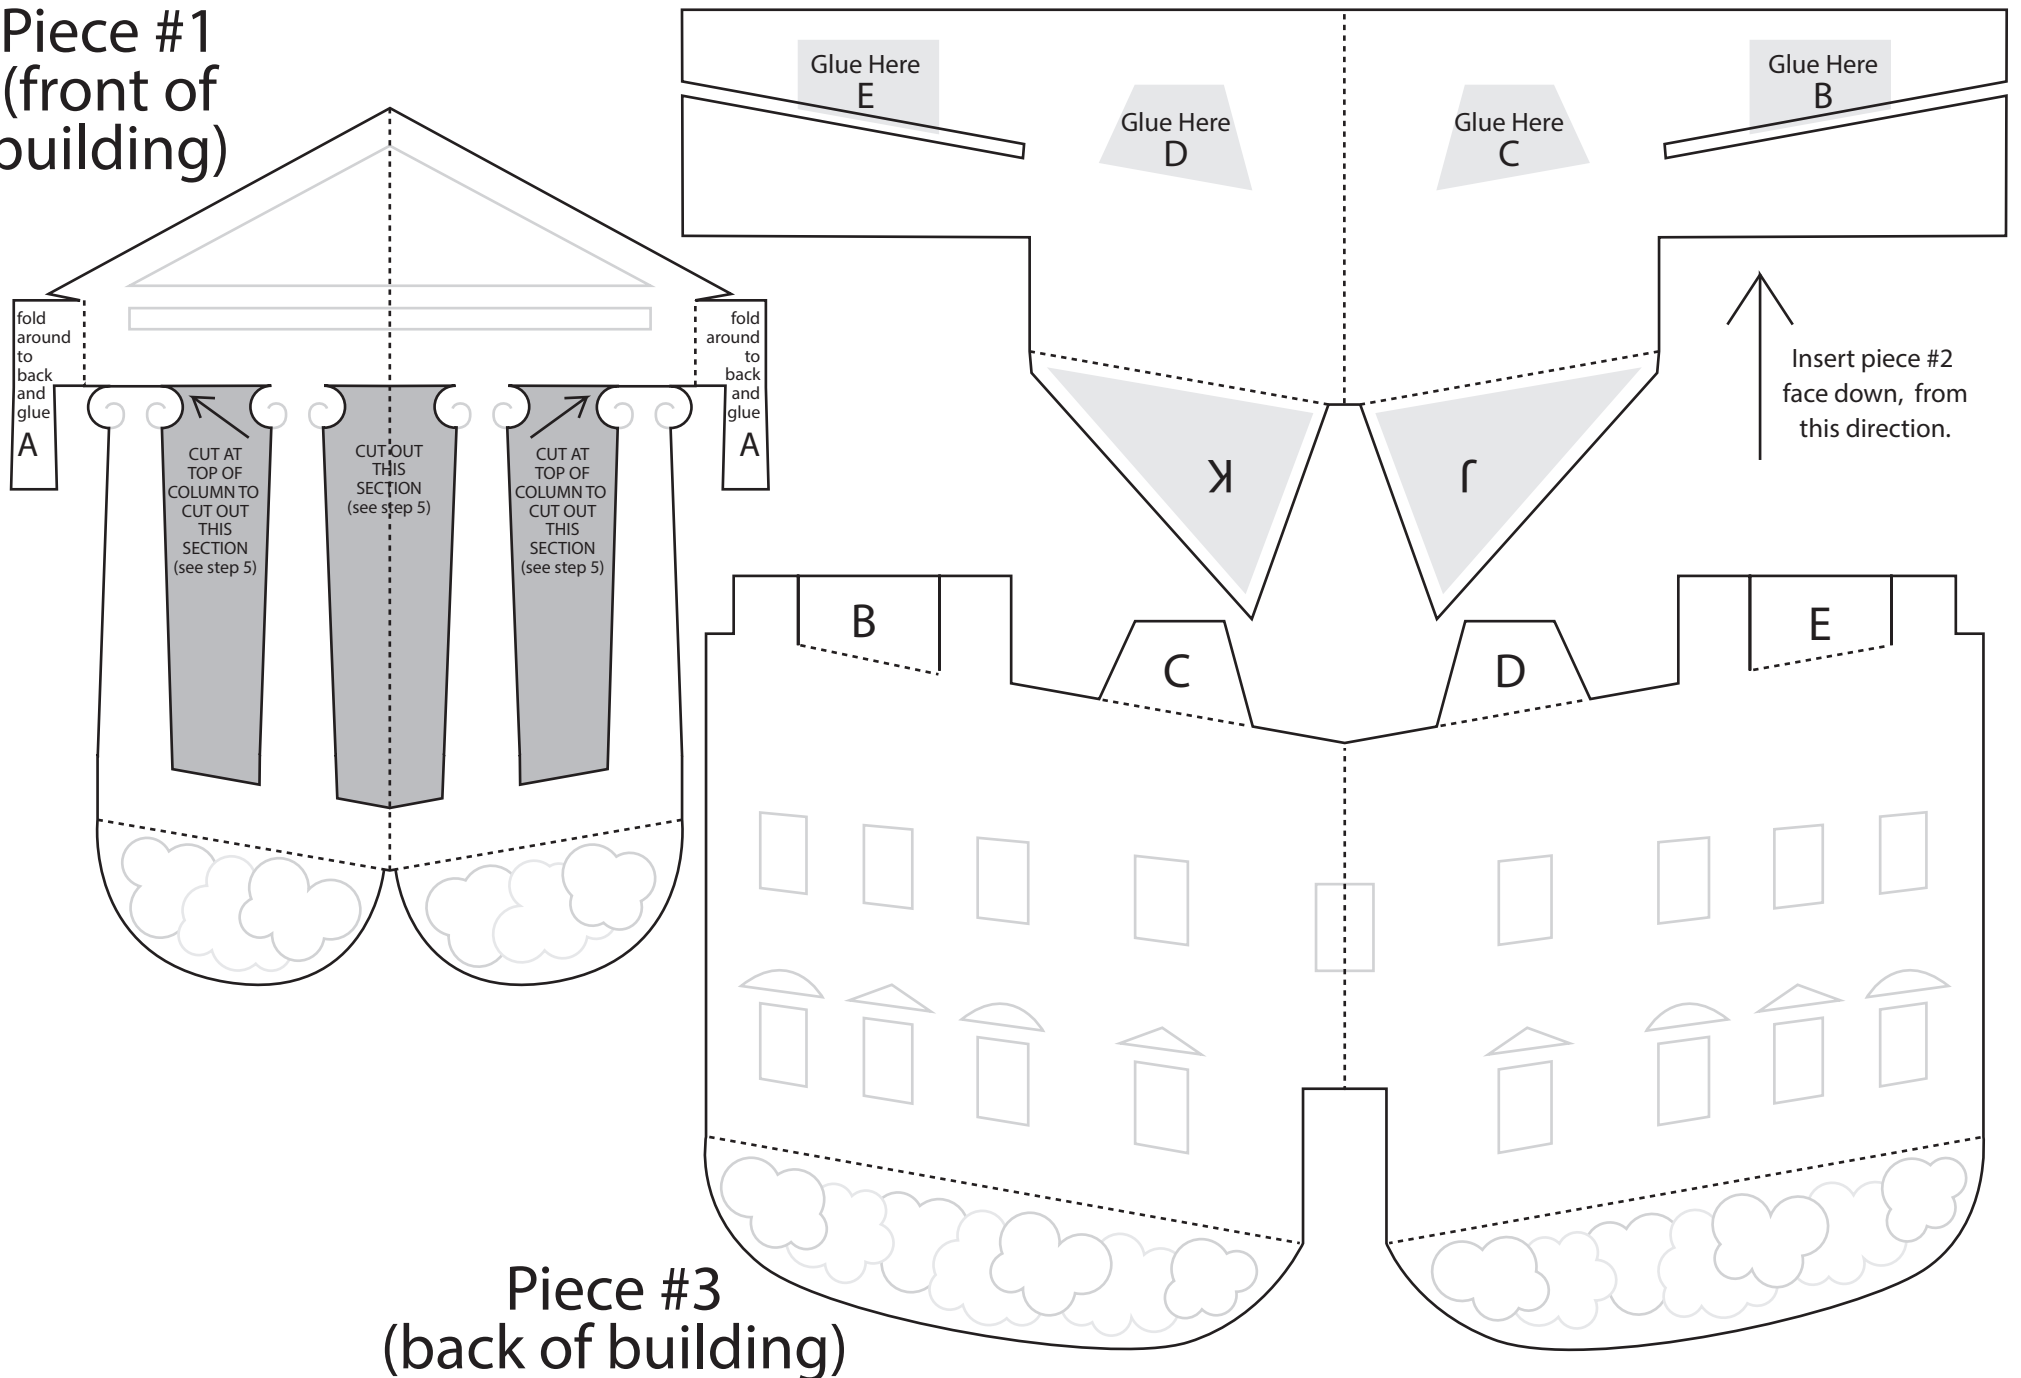 Piece #1
(front of
building)
fold
around
to
back
and
glue
A
fold
around
to
back
and
glue
A
CUT AT
TOP OF
COLUMN TO
CUT OUT
THIS
SECTION
(see step 5)
CUT OUT
THIS
SECTION
(see step 5)
CUT AT
TOP OF
COLUMN TO
CUT OUT
THIS
SECTION
(see step 5)
Glue Here
E
Glue Here
D
Glue Here
C
Glue Here
B
Insert piece #2
face down, from
this direction.
K
J
B
C
D
E
Piece #3
(back of building)